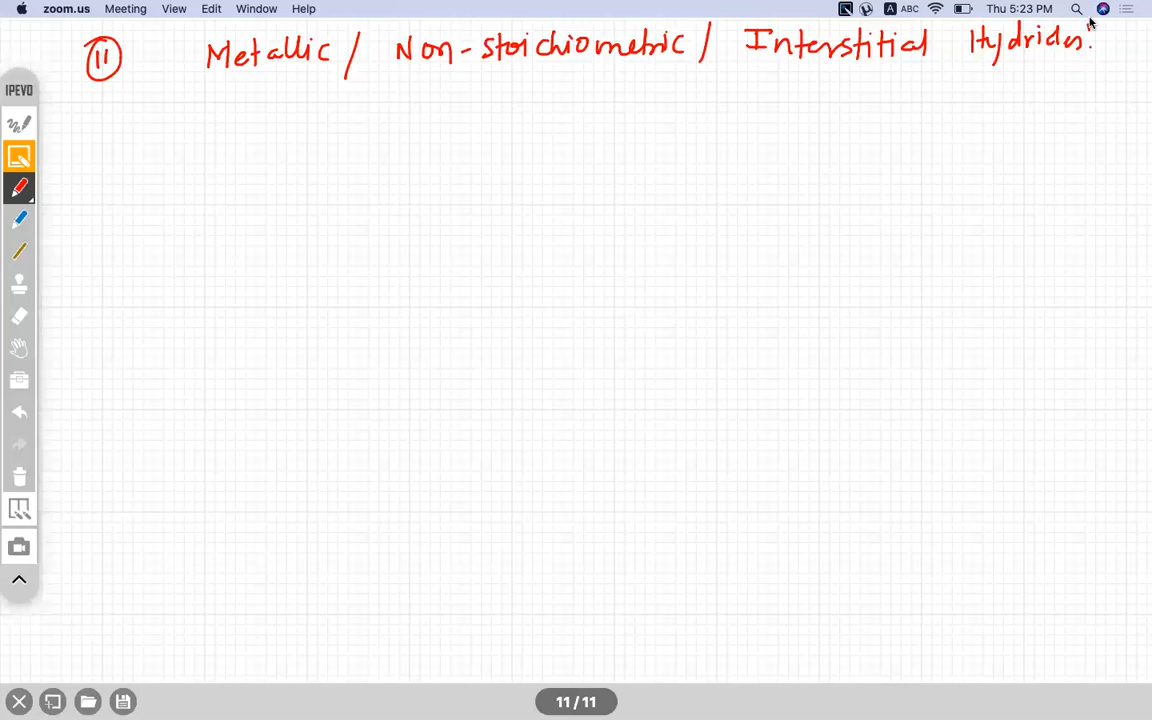 zoom.us Meeting View Edit Window Help A ABC Thu 5:23 PM
11 Metallic / Non-stoichiometric / Interstitial Hydrides.
IPEVO
11 / 11